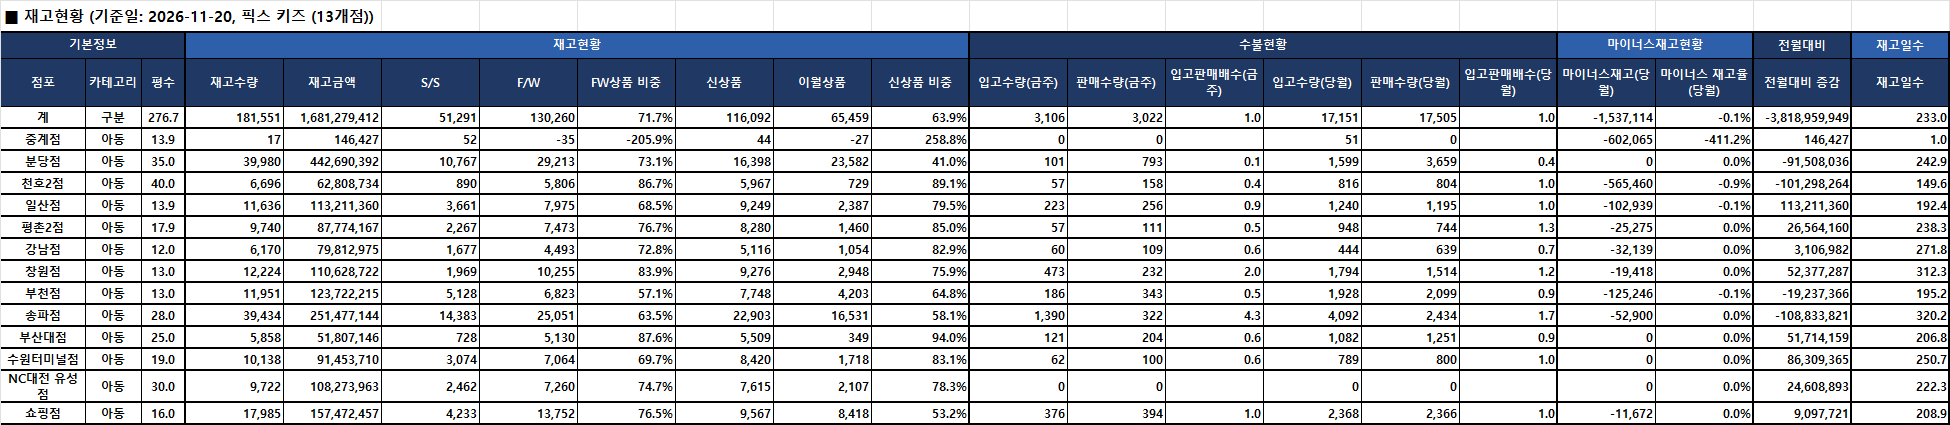 ■ 재고현황 (기준일: 2026-11-20, 픽스 키즈 (13개점))
기본정보 재고현황 수불현황 마이너스재고현황 전월대비 재고일수
점포 카테고리 평수 재고수량 재고금액 S/S F/W FW상품 비중 신상품 이월상품 신상품 비중 입고수량(금주) 판매수량(금주) 입고판매배수(금주) 입고수량(당월) 판매수량(당월) 입고판매배수(당월) 마이너스재고(당월) 마이너스 재고율(당월) 전월대비 증감 재고일수
계 구분 276.7 181,551 1,681,279,412 51,291 130,260 71.7% 116,092 65,459 63.9% 3,106 3,022 1.0 17,151 17,505 1.0 -1,537,114 -0.1% -3,818,959,949 233.0
중계점 아동 13.9 17 146,427 52 -35 -205.9% 44 -27 258.8% 0 0 51 0 -602,065 -411.2% 146,427 1.0
분당점 아동 35.0 39,980 442,690,392 10,767 29,213 73.1% 16,398 23,582 41.0% 101 793 0.1 1,599 3,659 0.4 0 0.0% -91,508,036 242.9
천호2점 아동 40.0 6,696 62,808,734 890 5,806 86.7% 5,967 729 89.1% 57 158 0.4 816 804 1.0 -565,460 -0.9% -101,298,264 149.6
일산점 아동 13.9 11,636 113,211,360 3,661 7,975 68.5% 9,249 2,387 79.5% 223 256 0.9 1,240 1,195 1.0 -102,939 -0.1% 113,211,360 192.4
평촌2점 아동 17.9 9,740 87,774,167 2,267 7,473 76.7% 8,280 1,460 85.0% 57 111 0.5 948 744 1.3 -25,275 0.0% 26,564,160 238.3
강남점 아동 12.0 6,170 79,812,975 1,677 4,493 72.8% 5,116 1,054 82.9% 60 109 0.6 444 639 0.7 -32,139 0.0% 3,106,982 271.8
창원점 아동 13.0 12,224 110,628,722 1,969 10,255 83.9% 9,276 2,948 75.9% 473 232 2.0 1,794 1,514 1.2 -19,418 0.0% 52,377,287 312.3
부천점 아동 13.0 11,951 123,722,215 5,128 6,823 57.1% 7,748 4,203 64.8% 186 343 0.5 1,928 2,099 0.9 -125,246 -0.1% -19,237,366 195.2
송파점 아동 28.0 39,434 251,477,144 14,383 25,051 63.5% 22,903 16,531 58.1% 1,390 322 4.3 4,092 2,434 1.7 -52,900 0.0% -108,833,821 320.2
부산대점 아동 25.0 5,858 51,807,146 728 5,130 87.6% 5,509 349 94.0% 121 204 0.6 1,082 1,251 0.9 0 0.0% 51,714,159 206.8
수원터미널점 아동 19.0 10,138 91,453,710 3,074 7,064 69.7% 8,420 1,718 83.1% 62 100 0.6 789 800 1.0 0 0.0% 86,309,365 250.7
NC대전 유성점 아동 30.0 9,722 108,273,963 2,462 7,260 74.7% 7,615 2,107 78.3% 0 0 0 0 0 0.0% 24,608,893 222.3
쇼핑점 아동 16.0 17,985 157,472,457 4,233 13,752 76.5% 9,567 8,418 53.2% 376 394 1.0 2,368 2,366 1.0 -11,672 0.0% 9,097,721 208.9